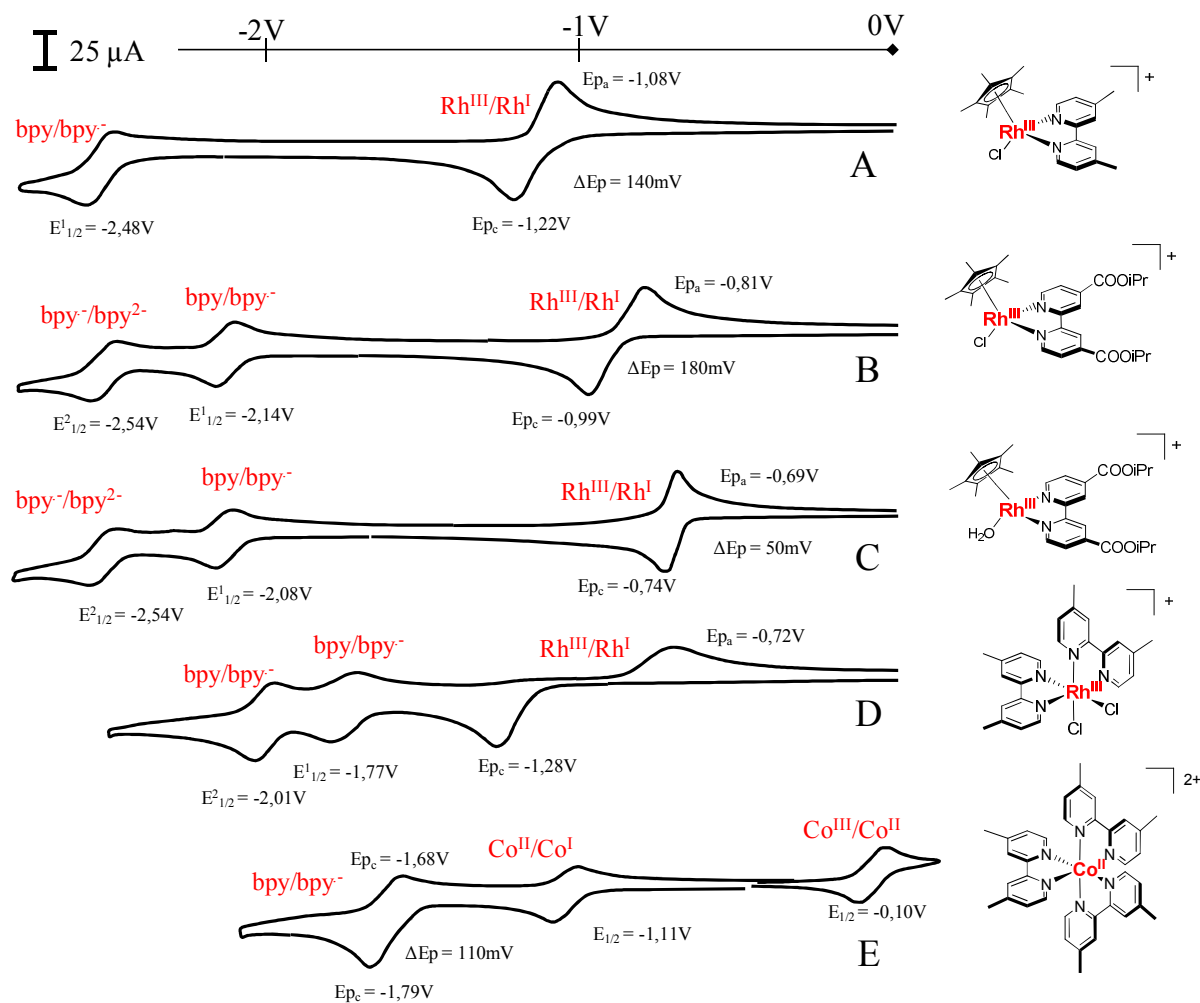 25 µA
-2V
-1V
0V
Rh^III/Rh^I
Ep_a = -1,08V
bpy/bpy·-
A
ΔEp = 140mV
E^1_1/2 = -2,48V
Ep_c = -1,22V
+
Rh^III
N
N
Cl
bpy·-/bpy^2-
bpy/bpy·-
Rh^III/Rh^I
Ep_a = -0,81V
B
ΔEp = 180mV
E^2_1/2 = -2,54V
E^1_1/2 = -2,14V
Ep_c = -0,99V
+
COOiPr
Rh^III
N
N
Cl
COOiPr
bpy·-/bpy^2-
bpy/bpy·-
Rh^III/Rh^I
Ep_a = -0,69V
C
ΔEp = 50mV
E^2_1/2 = -2,54V
E^1_1/2 = -2,08V
Ep_c = -0,74V
+
COOiPr
Rh^III
N
N
H2O
COOiPr
bpy/bpy·-
bpy/bpy·-
Rh^III/Rh^I
Ep_a = -0,72V
D
E^2_1/2 = -2,01V
E^1_1/2 = -1,77V
Ep_c = -1,28V
+
N
N
N
Rh^III
N
Cl
Cl
bpy/bpy·-
Ep_c = -1,68V
Co^II/Co^I
Co^III/Co^II
ΔEp = 110mV
Ep_c = -1,79V
E_1/2 = -1,11V
E_1/2 = -0,10V
E
2+
N
N
N
Co^II
N
N
N